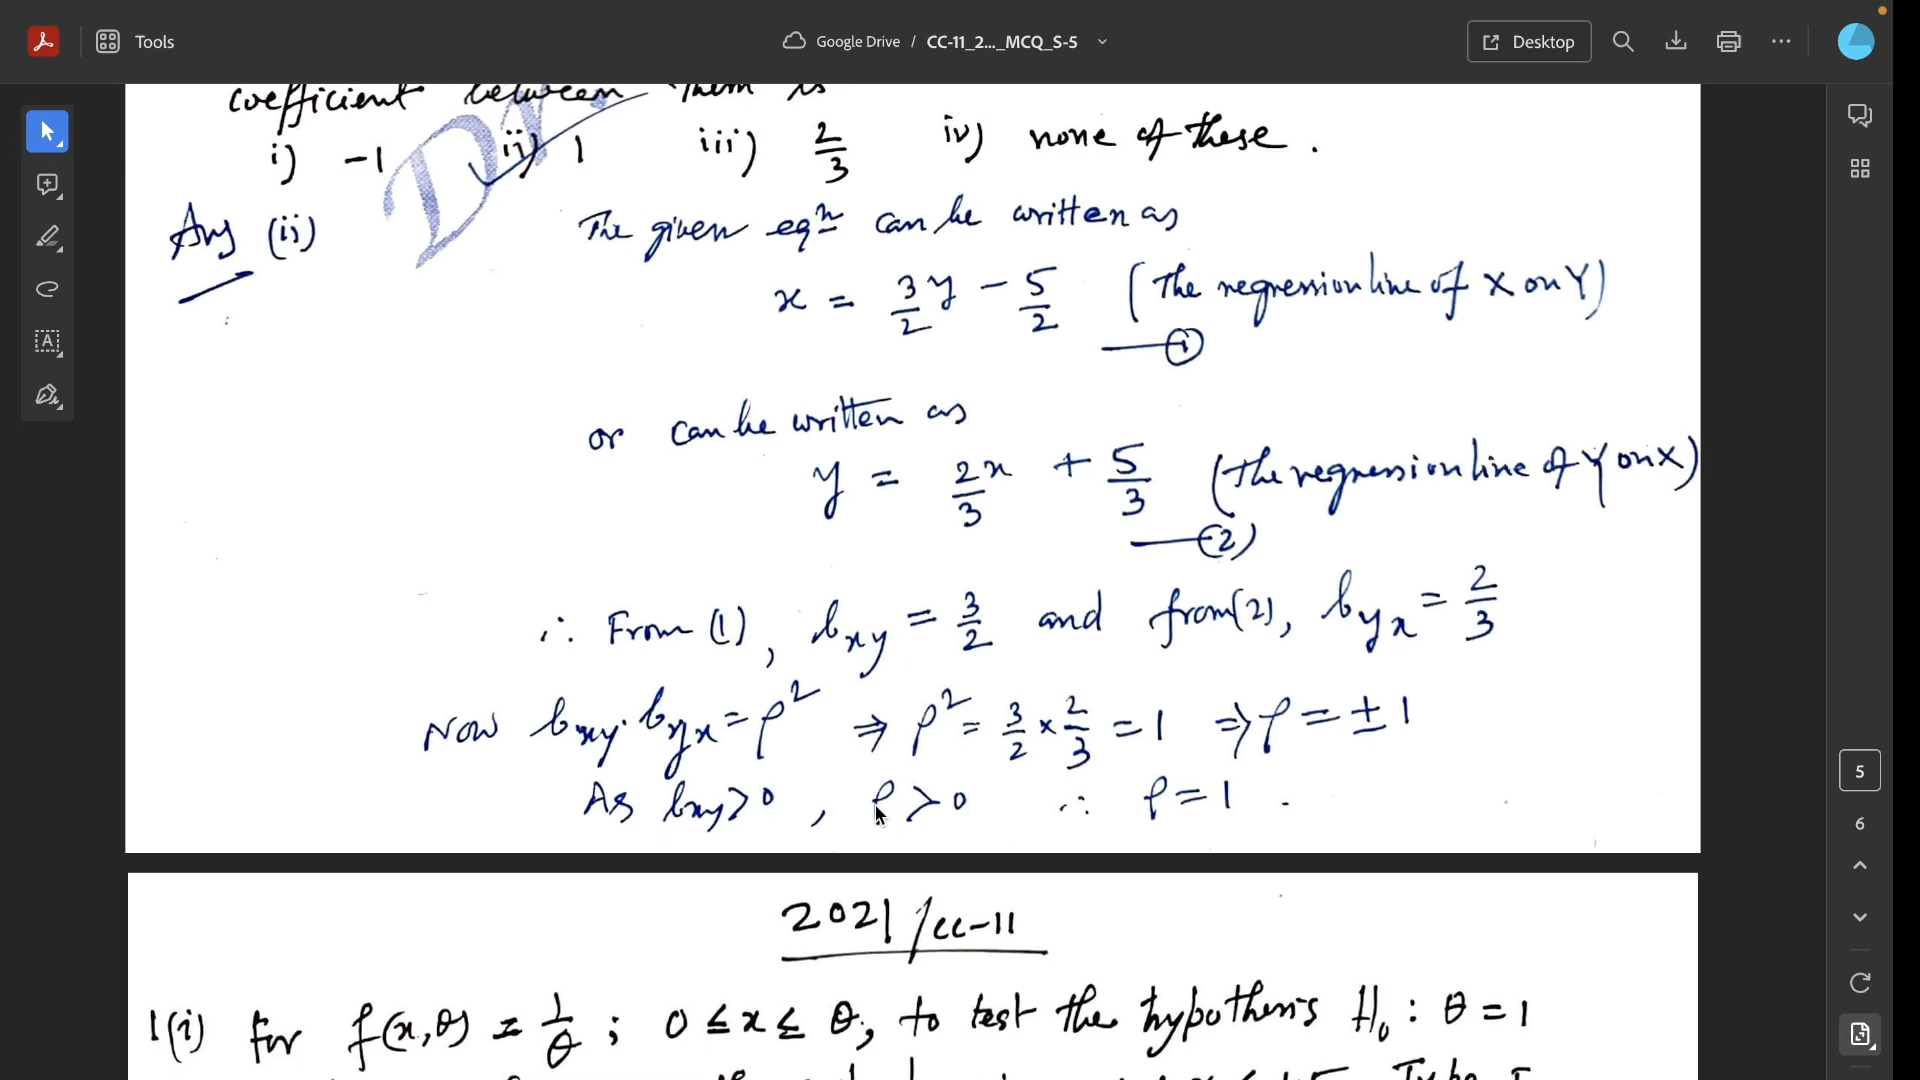 Tools
Google Drive / CC-11_2..._MCQ_S-5
Desktop
coefficient between them is
i) -1 ii) 1 iii) 2/3 iv) none of these .
Ans (ii) The given eqn can be written as
x = 3/2 y - 5/2 (The regression line of X on Y)
1
or can be written as
y = 2/3 x + 5/3 (The regression line of Y on X)
(2)
∴ From (1), bxy = 3/2 and from (2), byx = 2/3
Now bxy . byx = ρ² ⇒ ρ² = 3/2 × 2/3 = 1 ⇒ ρ = ± 1
As bxy > 0 , ρ > 0 ∴ ρ = 1 .
5
6
2021 / CC-11
1(i) For f(x,θ) = 1/θ ; 0 ≤ x ≤ θ, to test the hypothesis H₀ : θ = 1